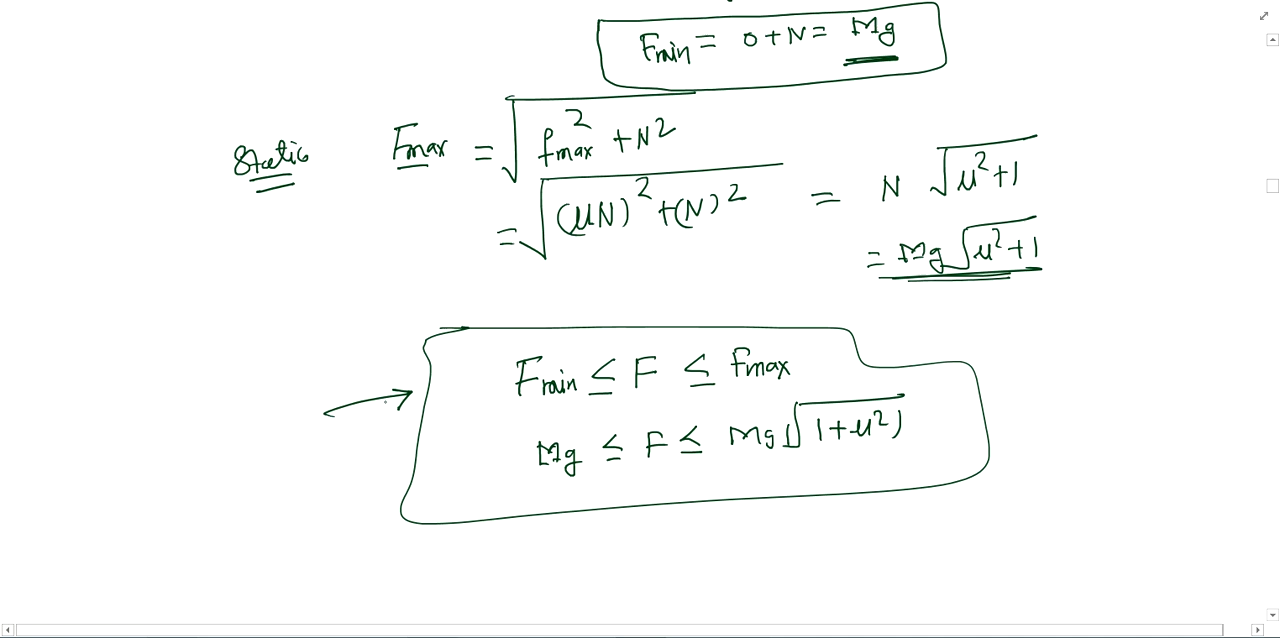 Fmin = 0 + N = Mg
Static Fmax = √(fmax² + N²)
= √((μN)² + (N)²) = N √(μ² + 1)
= Mg √(μ² + 1)
Fmin ≤ F ≤ Fmax
Mg ≤ F ≤ Mg(√(1 + μ²))